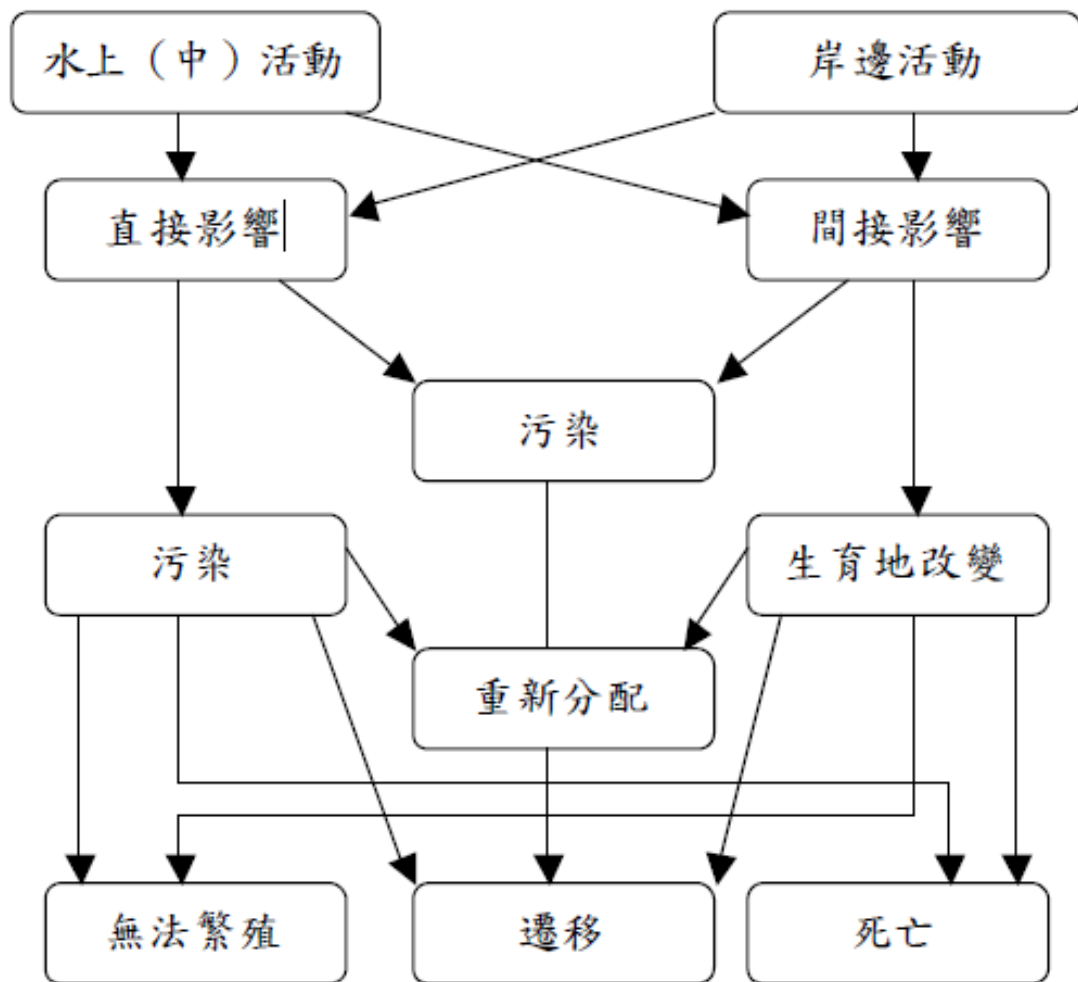 水上（中）活動
岸邊活動
直接影響
間接影響
污染
污染
生育地改變
重新分配
無法繁殖
遷移
死亡